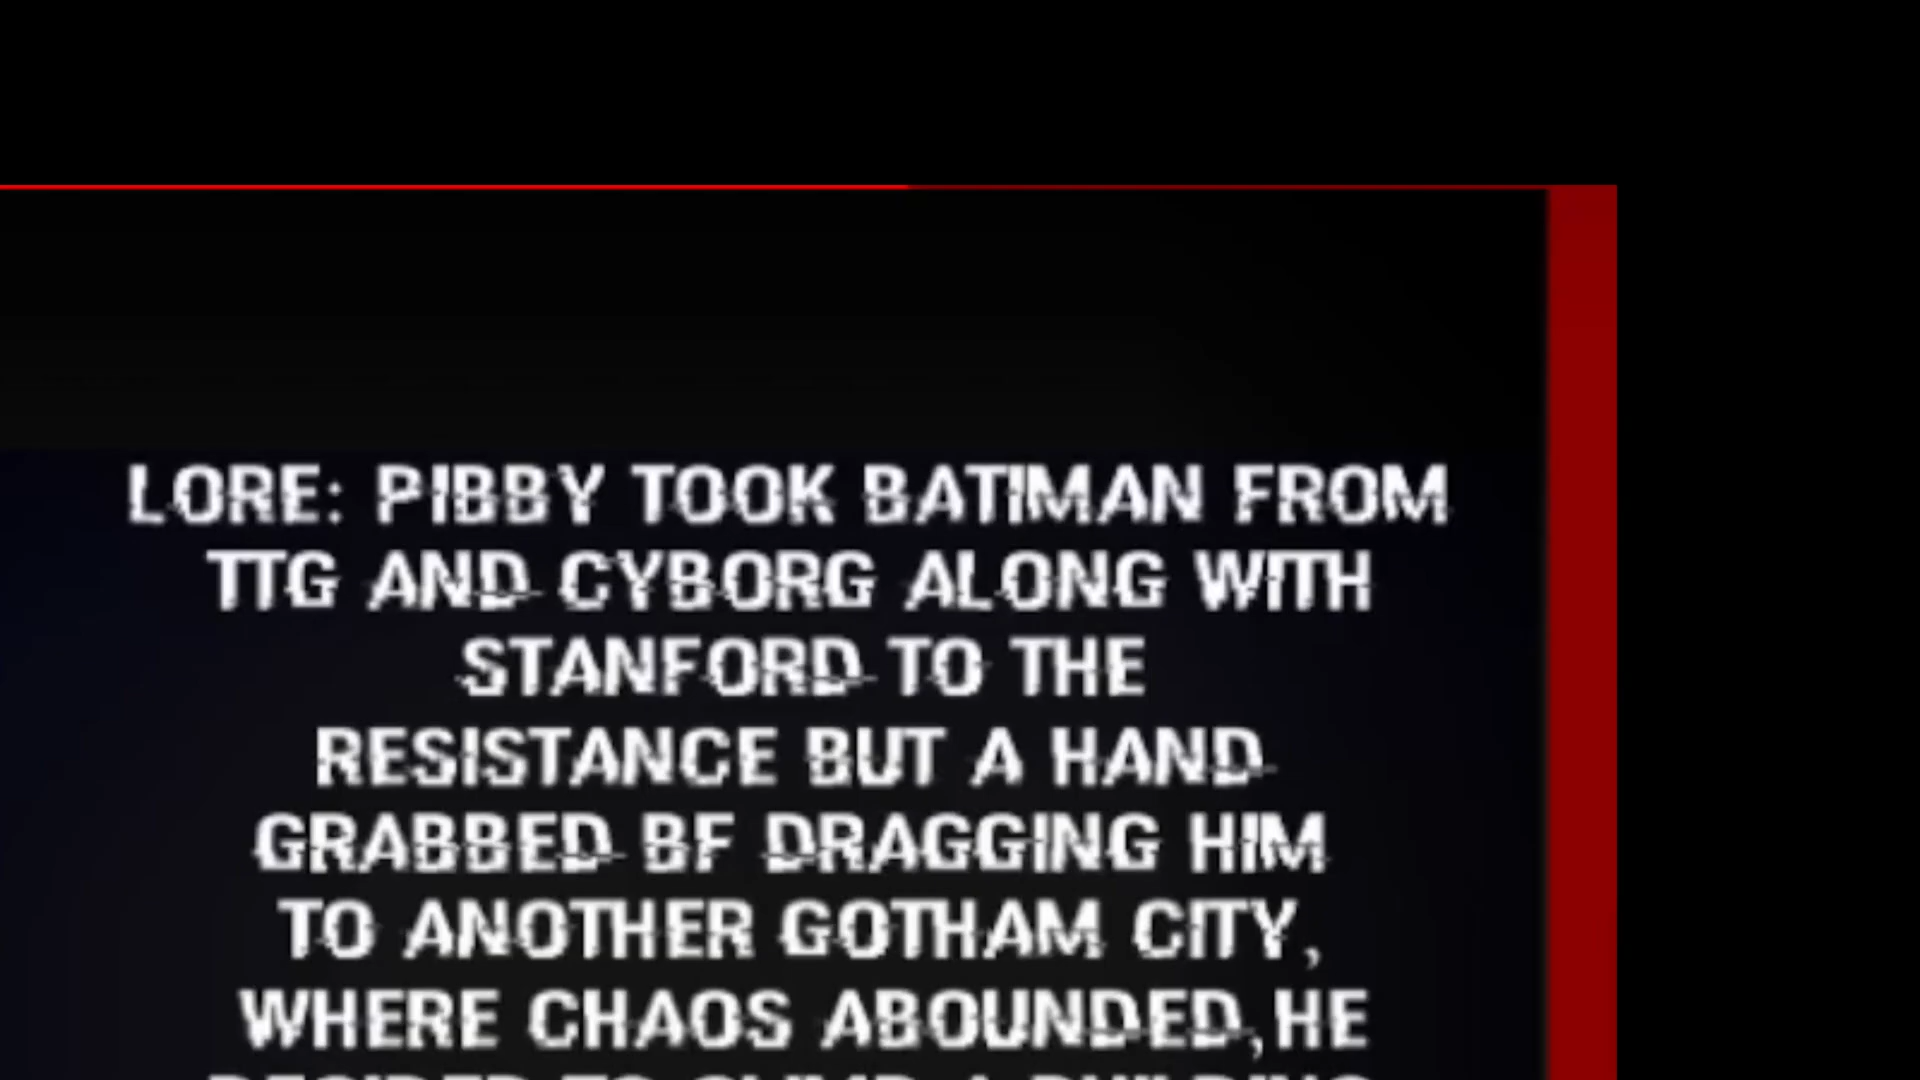 LORE: PIBBY TOOK BATIMAN FROM
TTG AND CYBORG ALONG WITH
STANFORD TO THE
RESISTANCE BUT A HAND
GRABBED BF DRAGGING HIM
TO ANOTHER GOTHAM CITY,
WHERE CHAOS ABOUNDED,HE